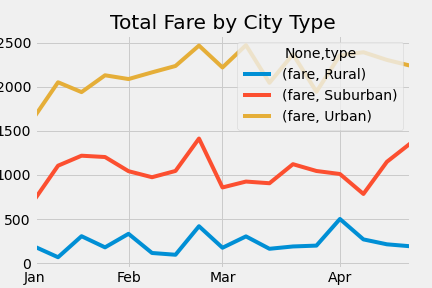 Total Fare by City Type
2500
2000
1500
1000
500
0
Jan Feb Mar Apr
None,type
(fare, Rural)
(fare, Suburban)
(fare, Urban)